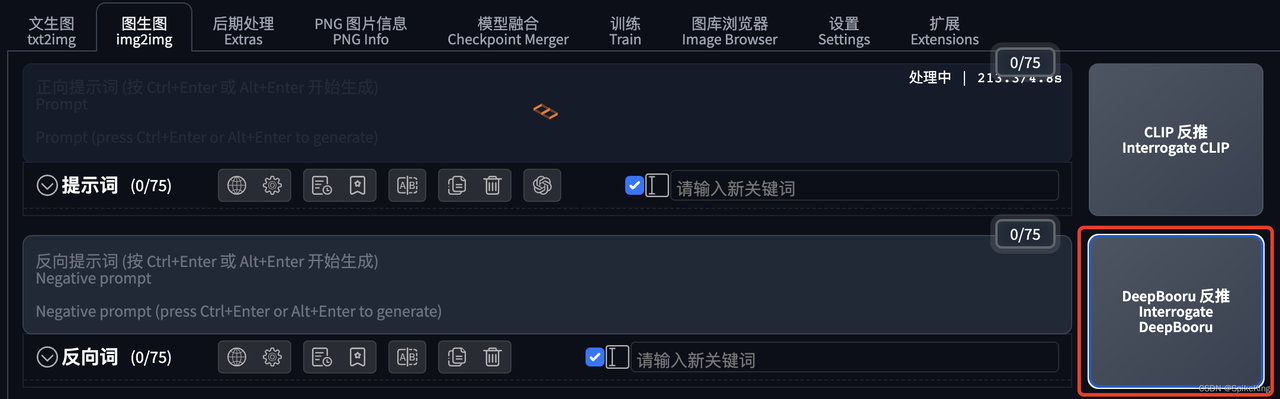 文生图
txt2img
图生图
img2img
后期处理
Extras
PNG 图片信息
PNG Info
模型融合
Checkpoint Merger
训练
Train
图库浏览器
Image Browser
设置
Settings
扩展
Extensions
0/75
处理中 |
正向提示词 (按 Ctrl+Enter 或 Alt+Enter 开始生成)
Prompt
Prompt (press Ctrl+Enter or Alt+Enter to generate)
CLIP 反推
Interrogate CLIP
提示词 (0/75)
请输入新关键词
0/75
反向提示词 (按 Ctrl+Enter 或 Alt+Enter 开始生成)
Negative prompt
Negative prompt (press Ctrl+Enter or Alt+Enter to generate)
DeepBooru 反推
Interrogate
DeepBooru
反向词 (0/75)
请输入新关键词
CSDN @SpikeKing